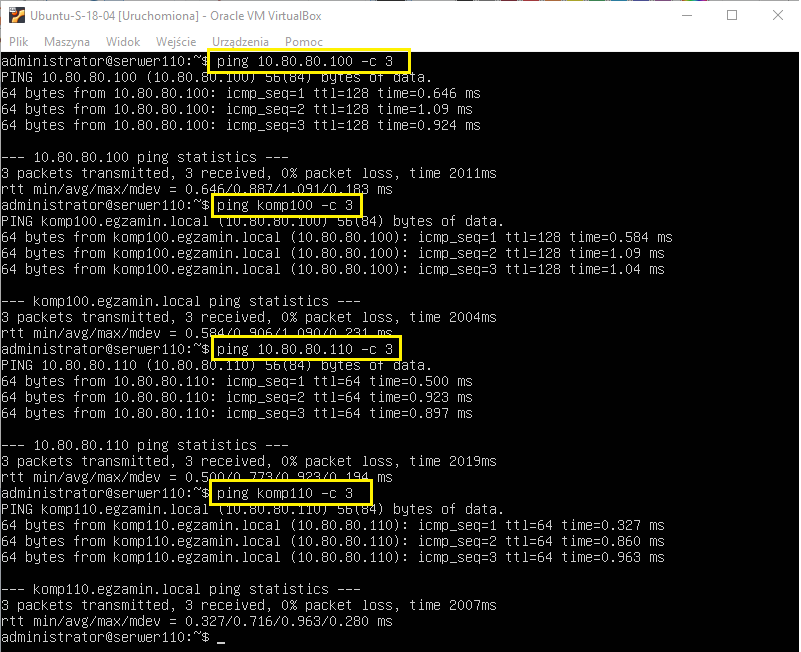 Ubuntu-S-18-04 [Uruchomiona] - Oracle VM VirtualBox
Plik Maszyna Widok Wejście Urządzenia Pomoc
administrator@serwer110:~$ ping 10.80.80.100 -c 3
PING 10.80.80.100 (10.80.80.100) 56(84) bytes of data.
64 bytes from 10.80.80.100: icmp_seq=1 ttl=128 time=0.646 ms
64 bytes from 10.80.80.100: icmp_seq=2 ttl=128 time=1.09 ms
64 bytes from 10.80.80.100: icmp_seq=3 ttl=128 time=0.924 ms
--- 10.80.80.100 ping statistics ---
3 packets transmitted, 3 received, 0% packet loss, time 2011ms
rtt min/avg/max/mdev = 0.646/0.887/1.091/0.183 ms
administrator@serwer110:~$ ping komp100 -c 3
PING komp100.egzamin.local (10.80.80.100) 56(84) bytes of data.
64 bytes from komp100.egzamin.local (10.80.80.100): icmp_seq=1 ttl=128 time=0.584 ms
64 bytes from komp100.egzamin.local (10.80.80.100): icmp_seq=2 ttl=128 time=1.09 ms
64 bytes from komp100.egzamin.local (10.80.80.100): icmp_seq=3 ttl=128 time=1.04 ms
--- komp100.egzamin.local ping statistics ---
3 packets transmitted, 3 received, 0% packet loss, time 2004ms
rtt min/avg/max/mdev = 0.584/0.906/1.090/0.231 ms
administrator@serwer110:~$ ping 10.80.80.110 -c 3
PING 10.80.80.110 (10.80.80.110) 56(84) bytes of data.
64 bytes from 10.80.80.110: icmp_seq=1 ttl=64 time=0.500 ms
64 bytes from 10.80.80.110: icmp_seq=2 ttl=64 time=0.923 ms
64 bytes from 10.80.80.110: icmp_seq=3 ttl=64 time=0.897 ms
--- 10.80.80.110 ping statistics ---
3 packets transmitted, 3 received, 0% packet loss, time 2019ms
rtt min/avg/max/mdev = 0.500/0.773/0.923/0.194 ms
administrator@serwer110:~$ ping komp110 -c 3
PING komp110.egzamin.local (10.80.80.110) 56(84) bytes of data.
64 bytes from komp110.egzamin.local (10.80.80.110): icmp_seq=1 ttl=64 time=0.327 ms
64 bytes from komp110.egzamin.local (10.80.80.110): icmp_seq=2 ttl=64 time=0.860 ms
64 bytes from komp110.egzamin.local (10.80.80.110): icmp_seq=3 ttl=64 time=0.963 ms
--- komp110.egzamin.local ping statistics ---
3 packets transmitted, 3 received, 0% packet loss, time 2007ms
rtt min/avg/max/mdev = 0.327/0.716/0.963/0.280 ms
administrator@serwer110:~$ _